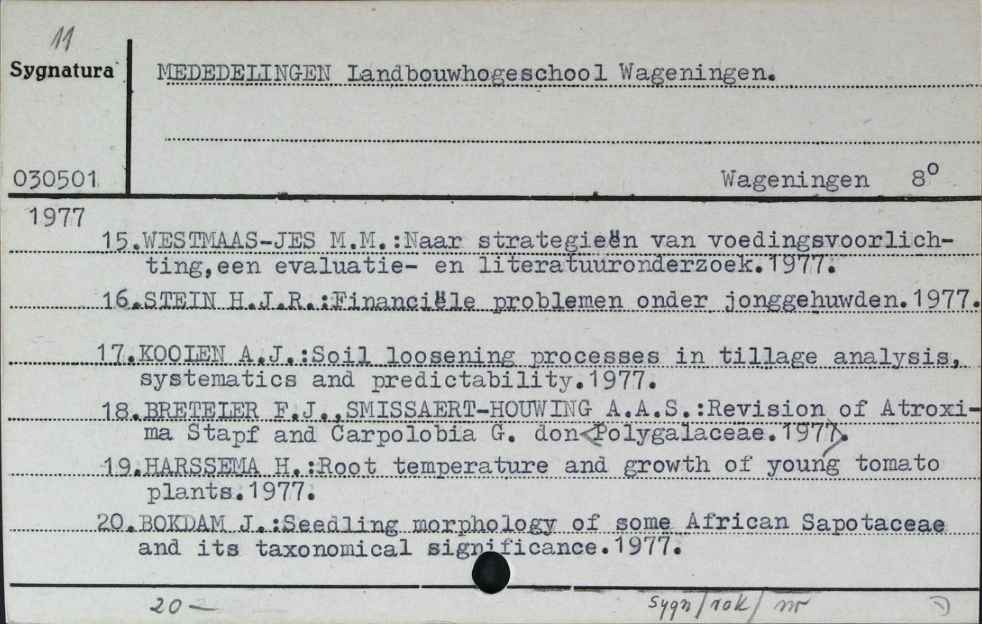 11
Sygnatura
MEDEDELINGEN Landbouwhogeschool Wageningen.
030501
Wageningen 8º
1977
15.WESTMAAS-JES M.M.:Naar strategieën van voedingsvoorlich-
ting,een evaluatie- en literatuuronderzoek.1977.
16.STEIN H.J.R.:Financiële problemen onder jonggehuwden.1977.
17.KOOLEN A.J.:Soil loosening processes in tillage analysis,
systematics and predictability.1977.
18.BRETELER F.J.,SMISSAERT-HOUWING A.A.S.:Revision of Atroxi-
ma Stapf and Carpolobia G. don<Polygalaceae.1977>.
19.HARSSEMA H.:Root temperature and growth of young tomato
plants.1977.
20.BOKDAM J.:Seedling morphology of some African Sapotaceae
and its taxonomical significance.1977.
20 —
sygn/rok/ nr